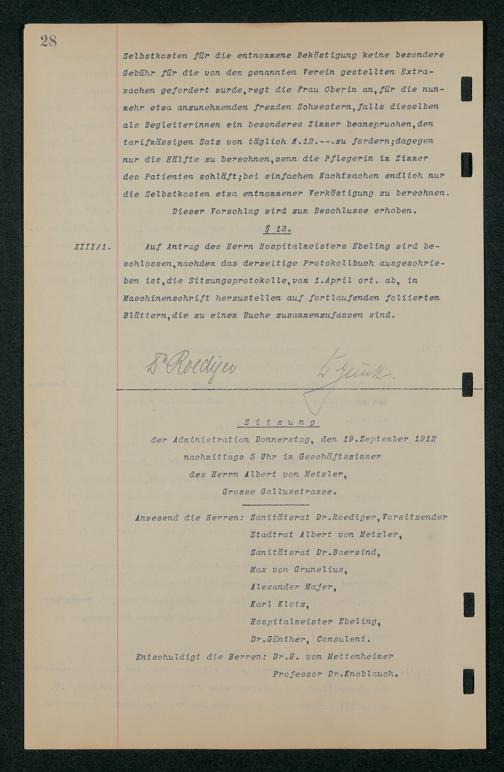 28
Selbstkosten für die entnommene Beköstigung keine besondere
Gebühr für die von dem genannten Verein gestellten Extra-
wachen gefordert wurde,regt die Frau Oberin an,für die nun-
mehr etwa anzunehmenden fremden Schwestern,falls dieselben
als Begleiterinnen ein besonderes Zimmer beanspruchen,den
tarifmässigen Satz von täglich M.12.--.zu fordern;dagegen
nur die Hälfte zu berechnen,wenn die Pflegerin im Zimmer
des Patienten schläft;bei einfachen Nachtwachen endlich nur
die Selbstkosten etwa entnommener Verköstigung zu berechnen.
Dieser Vorschlag wird zum Beschlusse erhoben.
§ 13.
XIII/1. Auf Antrag des Herrn Hospitalmeisters Ebeling wird be-
schlossen,nachdem das derzeitige Protokollbuch ausgeschrie-
ben ist,die Sitzungsprotokolle,vom 1.April crt. ab, in
Maschinenschrift herzustellen auf fortlaufenden foliierten
Blättern,die zu einem Buche zusammenzufassen sind.
Dr Roediger
Sitzung
der Administration Donnerstag, den 19.September 1912
nachmittags 5 Uhr im Geschäftszimmer
des Herrn Albert von Metzler,
Grosse Gallusstrasse.
Anwesend die Herren: Sanitätsrat Dr.Roediger,Vorsitzender
Stadtrat Albert von Metzler,
Sanitätsrat Dr.Baerwind,
Max von Grunelius,
Alexander Majer,
Karl Klotz,
Hospitalmeister Ebeling,
Dr.Günther, Consulent.
Entschuldigt die Herren: Dr.H. von Mettenheimer
Professor Dr.Knoblauch.